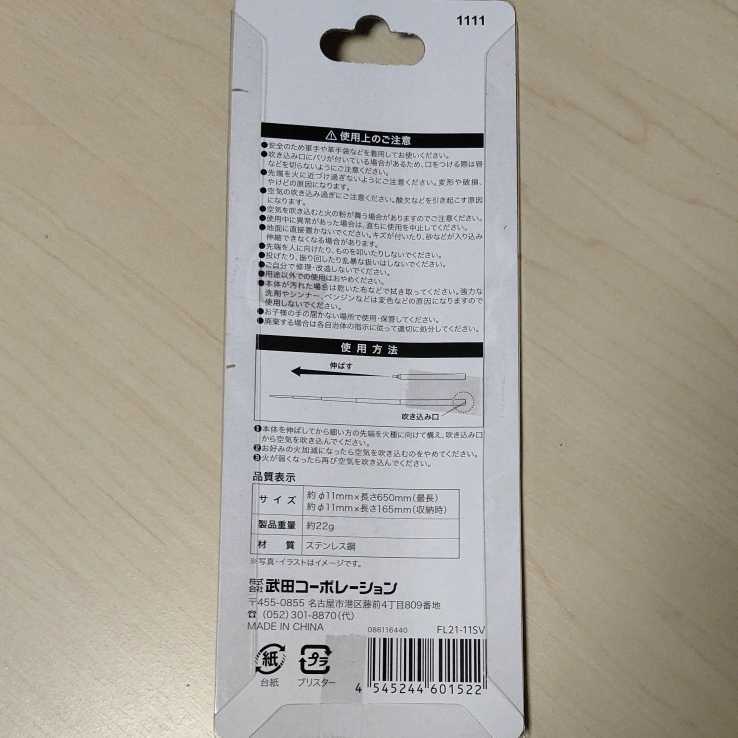 1111
⚠ 使用上のご注意
●安全のため軍手や革手袋などを着用してお使いください。
●吹き込み口にバリが付いている場合があるため、口をつける際は唇
などを切らないようにご注意ください。
●先端を火に近づけ過ぎないようにご注意ください。変形や破損、
やけどの原因になります。
●空気の吹き込み過ぎにご注意ください。酸欠などを引き起こす原因
になります。
●空気を吹き込むと火の粉が舞う場合がありますのでご注意ください。
●使用中に異常があった場合は、直ちに使用を中止してください。
●地面に直接置かないでください。キズが付いたり、砂などが入り込み
伸縮できなくなる場合があります。
●先端を人に向けたり、ものを叩いたりしないでください。
●投げたり、振り回したり乱暴な扱いはしないでください。
●ご自分で修理・改造しないでください。
●用途以外での使用はおやめください。
●本体が汚れた場合は乾いた布などで拭き取ってください。強力な
洗剤やシンナー、ベンジンなどは変色などの原因になりますので
使用しないでください。
●お子様の手の届かない場所で使用・保管してください。
●廃棄する場合は各自治体の指示に従って適切に処分してください。
使用方法
伸ばす
吹き込み口
❶本体を伸ばしてから細い方の先端を火種に向けて構え、吹き込み口
から空気を吹き込んでください。
❷お好みの火加減になったら空気を吹き込むのをやめてください。
❸火が弱くなったら再び空気を吹き込んでください。
品質表示
サイズ 約φ11mm×長さ650mm(最長)
約φ11mm×長さ165mm(収納時)
製品重量 約22g
材質 ステンレス鋼
※写真・イラストはイメージです。
株式会社 武田コーポレーション
〒455-0855 名古屋市港区藤前4丁目809番地
☎ (052)301-8870(代)
MADE IN CHINA 086116440 FL21-11SV
紙 プラ
台紙 ブリスター
4 545244 601522